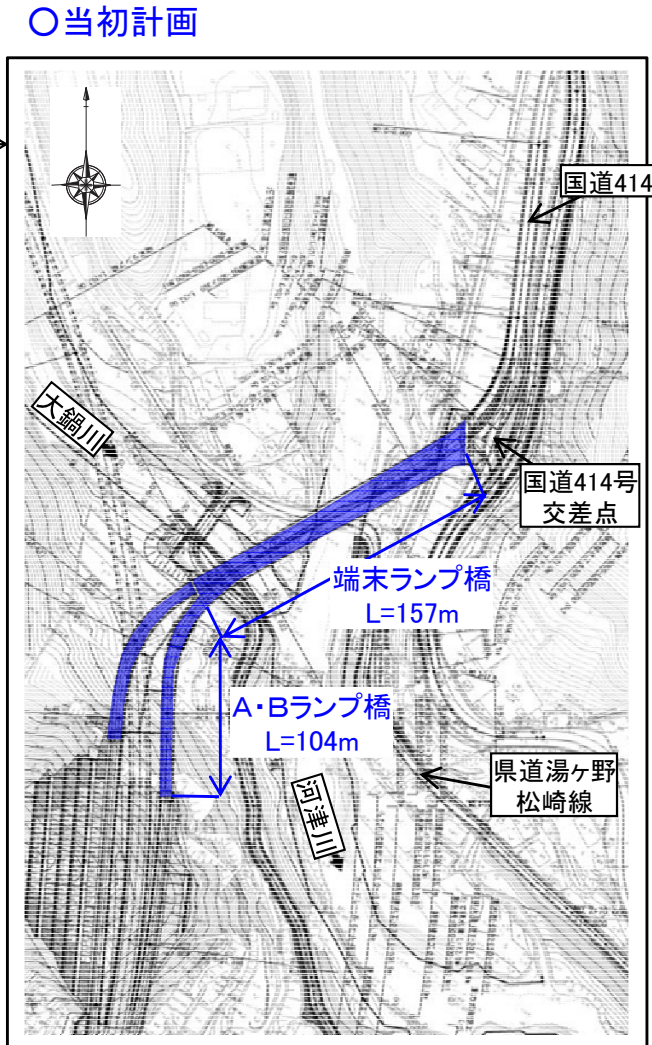 ○当初計画
国道414
大鍋川
国道414号
交差点
端末ランプ橋
L=157m
A・Bランプ橋
L=104m
県道湯ヶ野
松崎線
河津川